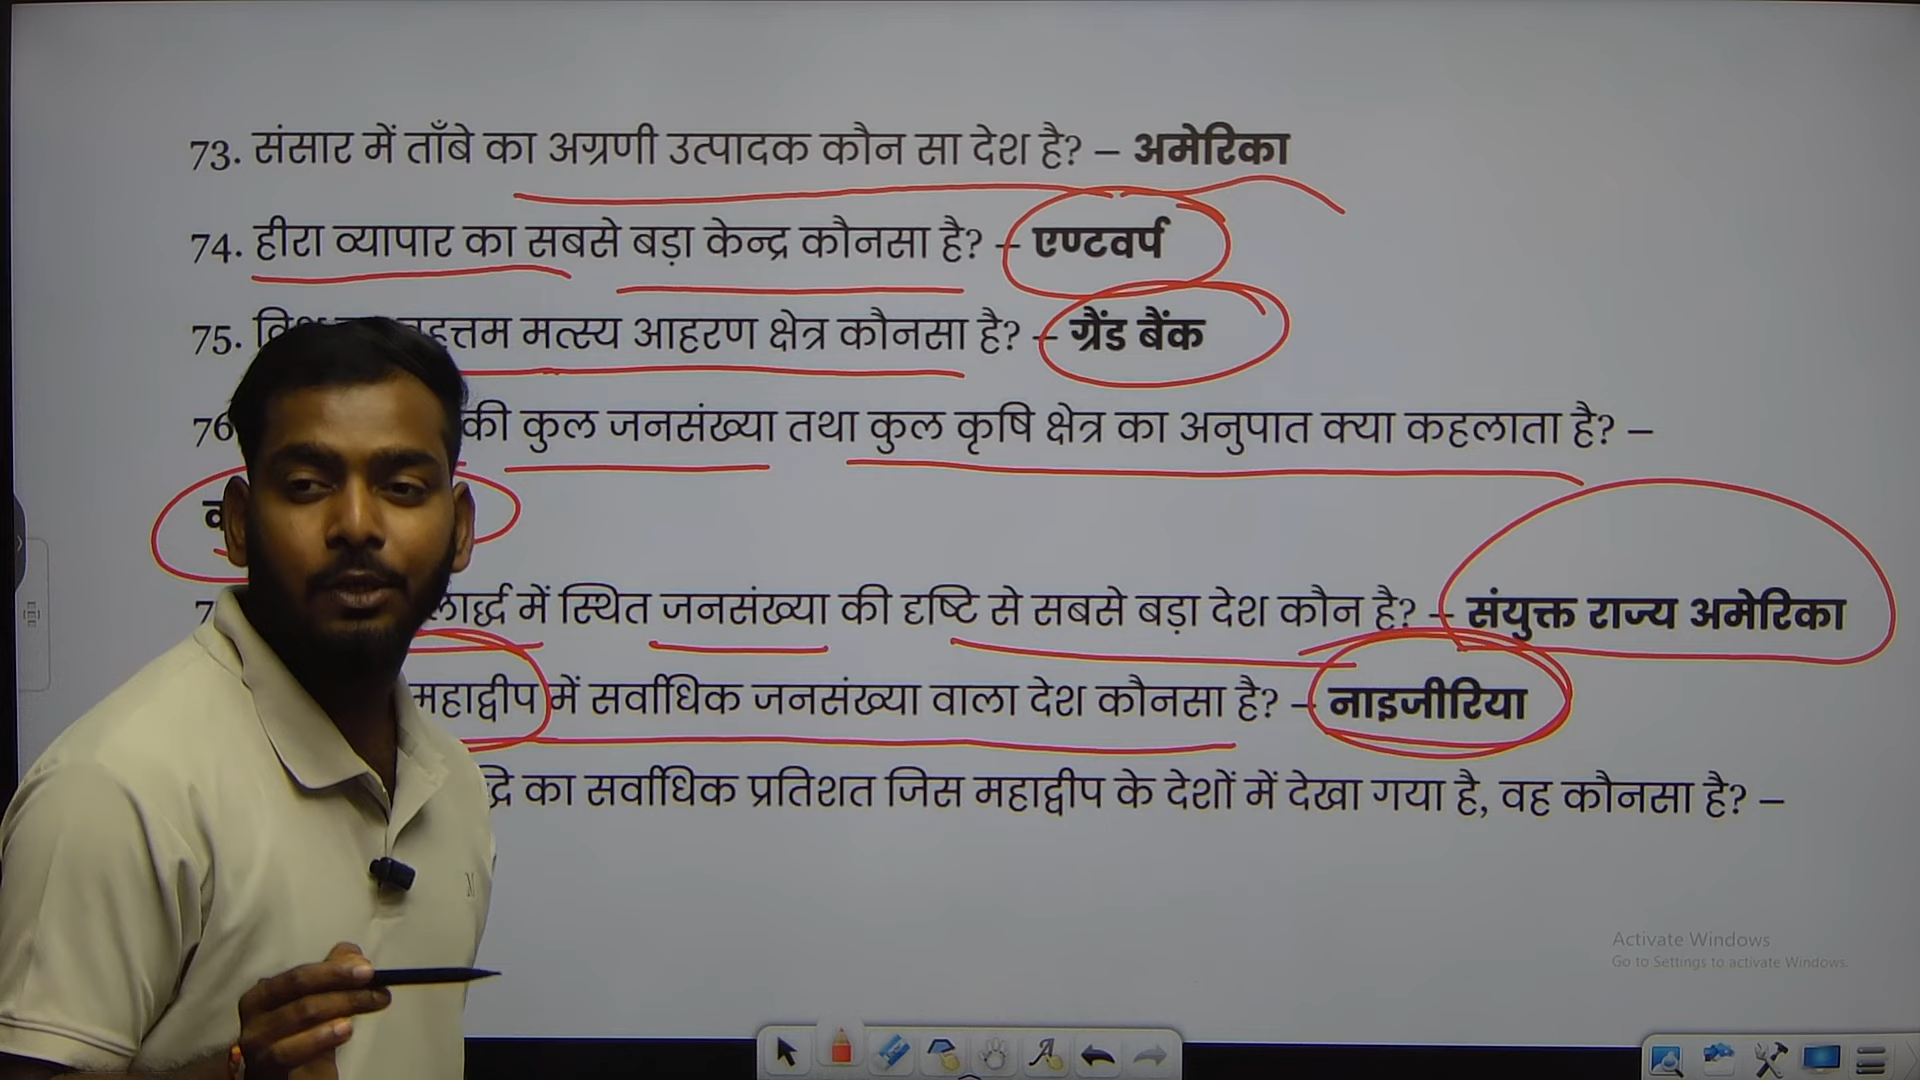 73. संसार में ताँबे का अग्रणी उत्पादक कौन सा देश है? – अमेरिका
74. हीरा व्यापार का सबसे बड़ा केन्द्र कौनसा है? – एण्टवर्प
75. मत्स्य आहरण क्षेत्र कौनसा है? – ग्रैंड बैंक
76 की कुल जनसंख्या तथा कुल कृषि क्षेत्र का अनुपात क्या कहलाता है? –
में स्थित जनसंख्या की दृष्टि से सबसे बड़ा देश कौन है? – संयुक्त राज्य अमेरिका
महाद्वीप में सर्वाधिक जनसंख्या वाला देश कौनसा है? – नाइजीरिया
का सर्वाधिक प्रतिशत जिस महाद्वीप के देशों में देखा गया है, वह कौनसा है? –
Activate Windows
Go to Settings to activate Windows.